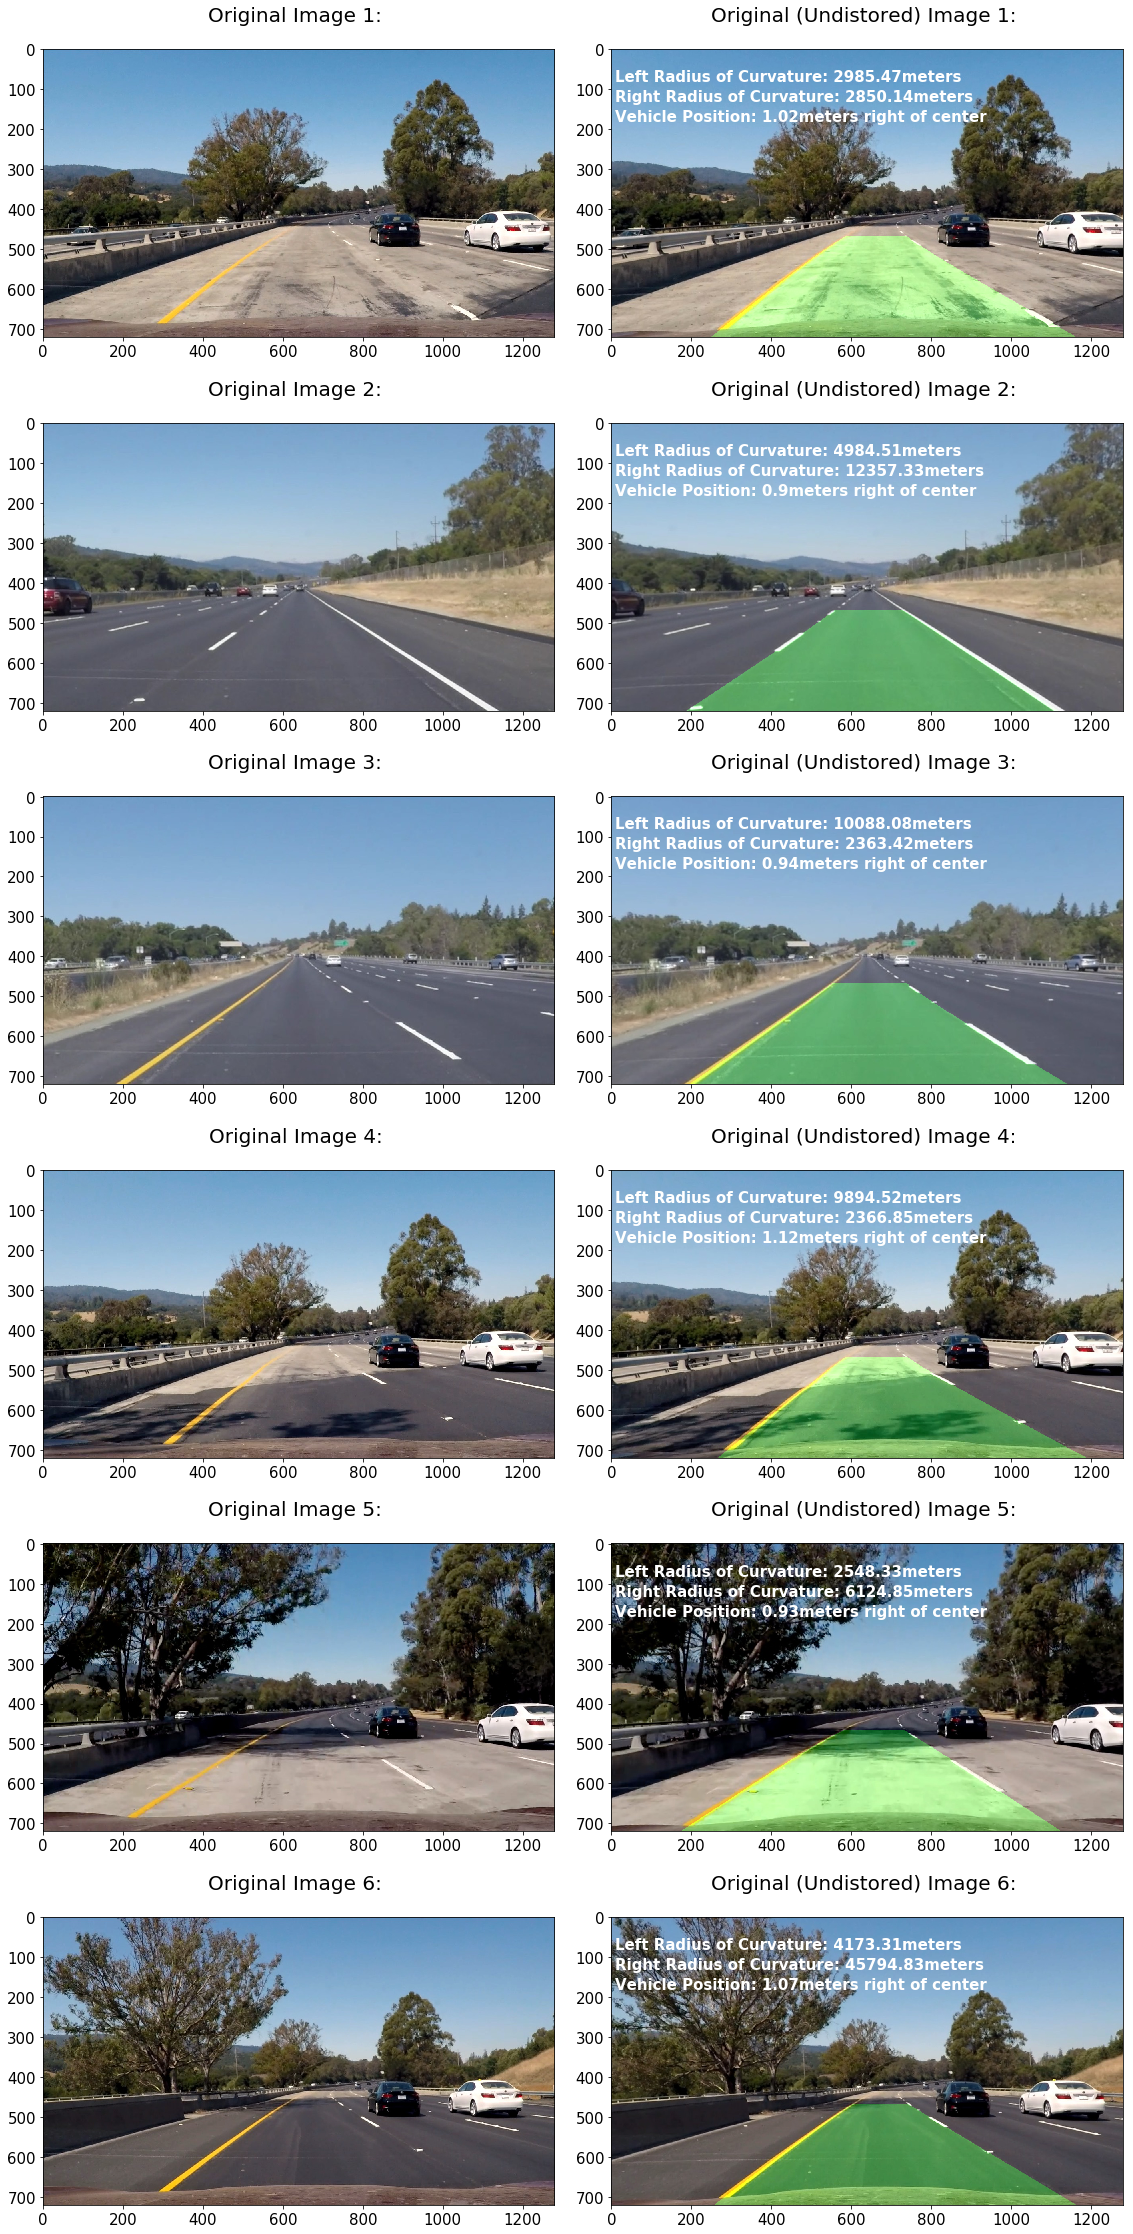 Original Image 1:
Original (Undistored) Image 1:
0
100
200
300
400
500
600
700
0 200 400 600 800 1000 1200
0
100
200
300
400
500
600
700
Left Radius of Curvature: 2985.47meters
Right Radius of Curvature: 2850.14meters
Vehicle Position: 1.02meters right of center
0 200 400 600 800 1000 1200
Original Image 2:
Original (Undistored) Image 2:
0
100
200
300
400
500
600
700
0 200 400 600 800 1000 1200
0
100
200
300
400
500
600
700
Left Radius of Curvature: 4984.51meters
Right Radius of Curvature: 12357.33meters
Vehicle Position: 0.9meters right of center
0 200 400 600 800 1000 1200
Original Image 3:
Original (Undistored) Image 3:
0
100
200
300
400
500
600
700
0 200 400 600 800 1000 1200
0
100
200
300
400
500
600
700
Left Radius of Curvature: 10088.08meters
Right Radius of Curvature: 2363.42meters
Vehicle Position: 0.94meters right of center
0 200 400 600 800 1000 1200
Original Image 4:
Original (Undistored) Image 4:
0
100
200
300
400
500
600
700
0 200 400 600 800 1000 1200
0
100
200
300
400
500
600
700
Left Radius of Curvature: 9894.52meters
Right Radius of Curvature: 2366.85meters
Vehicle Position: 1.12meters right of center
0 200 400 600 800 1000 1200
Original Image 5:
Original (Undistored) Image 5:
0
100
200
300
400
500
600
700
0 200 400 600 800 1000 1200
0
100
200
300
400
500
600
700
Left Radius of Curvature: 2548.33meters
Right Radius of Curvature: 6124.85meters
Vehicle Position: 0.93meters right of center
0 200 400 600 800 1000 1200
Original Image 6:
Original (Undistored) Image 6:
0
100
200
300
400
500
600
700
0 200 400 600 800 1000 1200
0
100
200
300
400
500
600
700
Left Radius of Curvature: 4173.31meters
Right Radius of Curvature: 45794.83meters
Vehicle Position: 1.07meters right of center
0 200 400 600 800 1000 1200